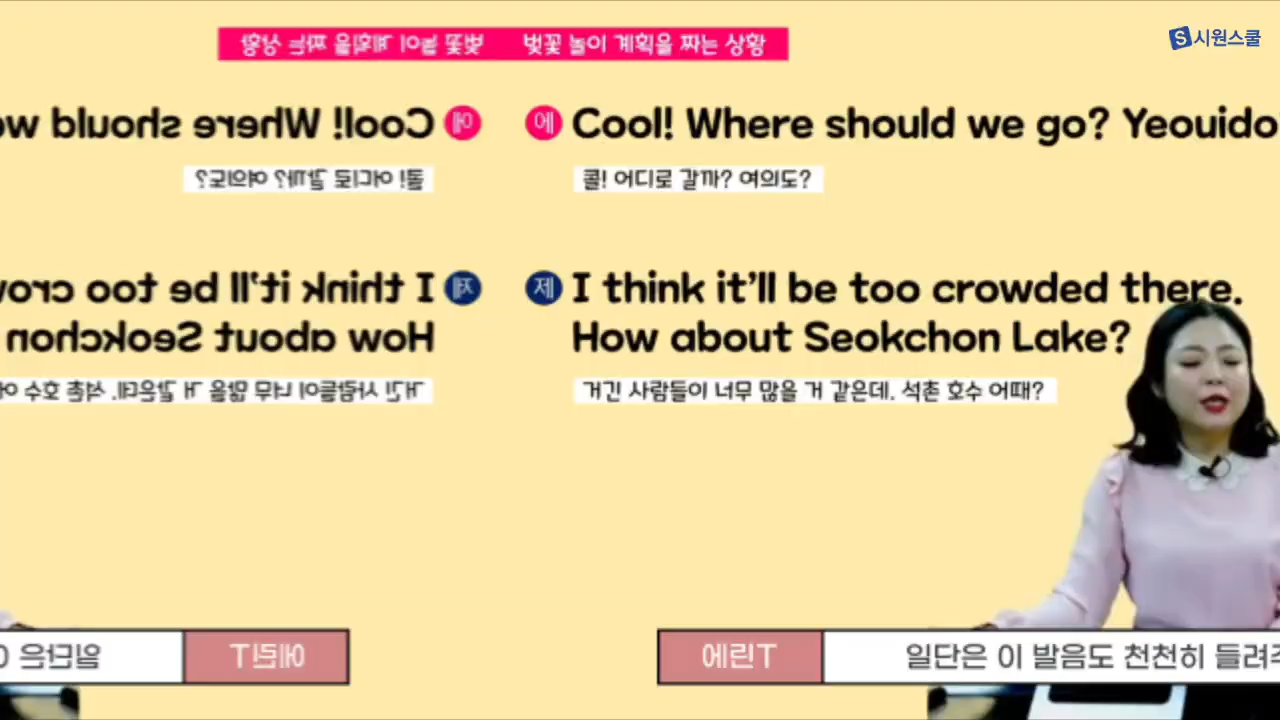 벚꽃 놀이 계획을 짜는 상황
시원스쿨
에 Cool! Where should we go? Yeouido
콜! 어디로 갈까? 여의도?
제 I think it'll be too crowded there.
How about Seokchon Lake?
거긴 사람들이 너무 많을 거 같은데. 석촌 호수 어때?
에린T 일단은 이 발음도 천천히 들려주